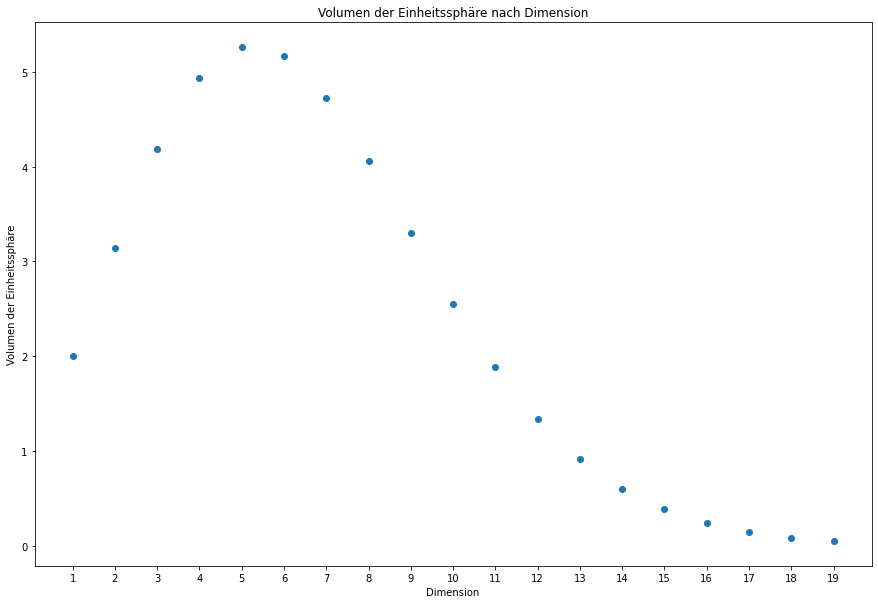 Volumen der Einheitssphäre nach Dimension
Volumen der Einheitssphäre
5
4
3
2
1
0
1 2 3 4 5 6 7 8 9 10 11 12 13 14 15 16 17 18 19
Dimension